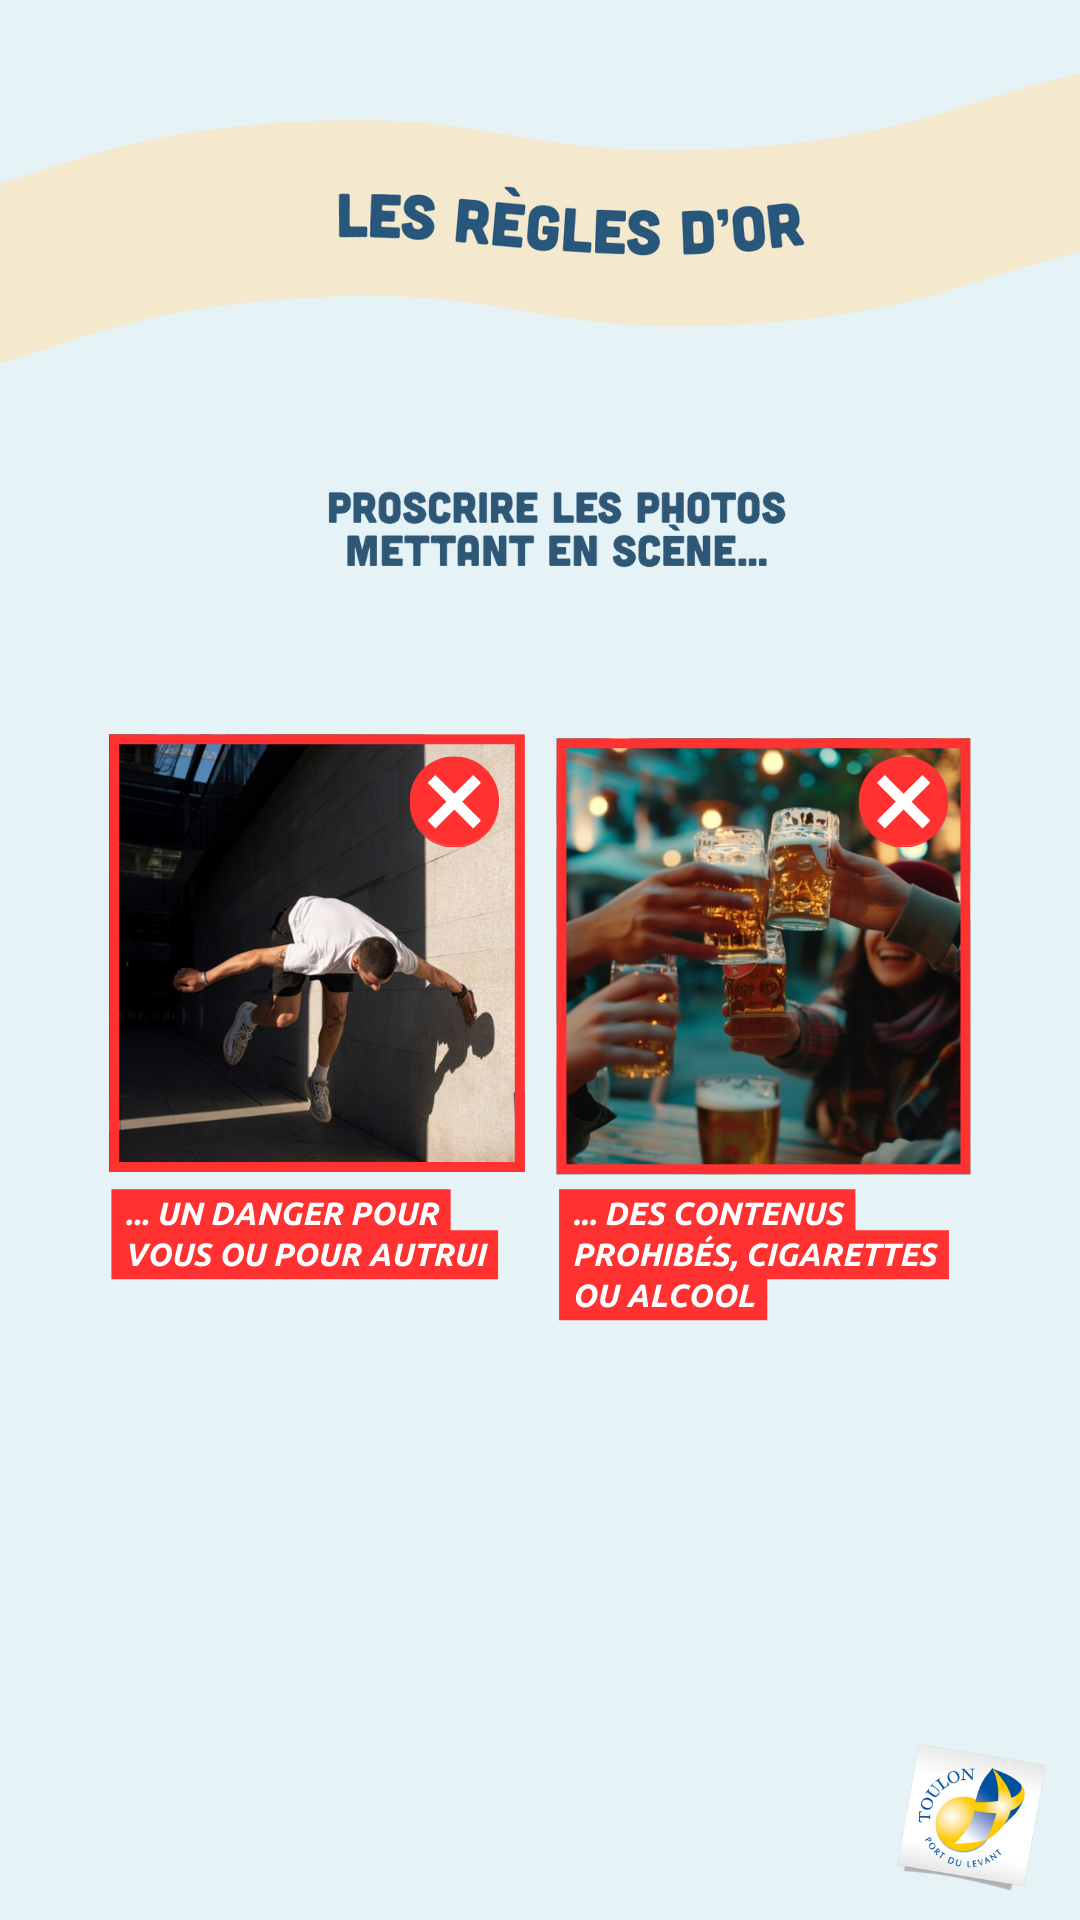 LES RÈGLES D'OR
PROSCRIRE LES PHOTOS
METTANT EN SCÈNE...
... UN DANGER POUR
VOUS OU POUR AUTRUI
... DES CONTENUS
PROHIBÉS, CIGARETTES
OU ALCOOL
TOULON
PORT DU LEVANT